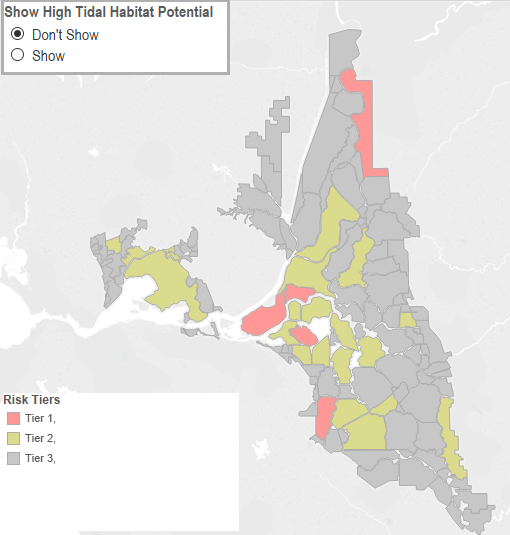 Show High Tidal Habitat Potential
Don't Show
Show
Risk Tiers
Tier 1,
Tier 2,
Tier 3,